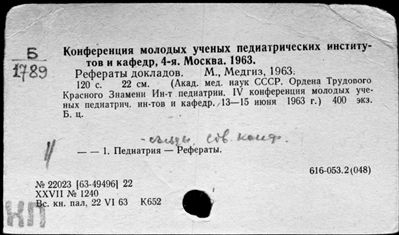 Б
1789
Конференция молодых ученых педиатрических институ-
тов и кафедр, 4-я. Москва. 1963.
Рефераты докладов. М., Медгиз, 1963.
120 с. 22 см. (Акад. мед. наук СССР. Ордена Трудового
Красного Знамени Ин-т педиатрии. IV конференция молодых уче-
ных педиатрич. ин-тов и кафедр. 13—15 июня 1963 г.) 400 экз.
Б. ц.
съезды, сов. конф.
— — 1. Педиатрия — Рефераты.
616-053.2 (048)
№ 22023 [63-49496] 22
XXVII № 1240
Вс. кн. пал. 22 VI 63 К652
КП